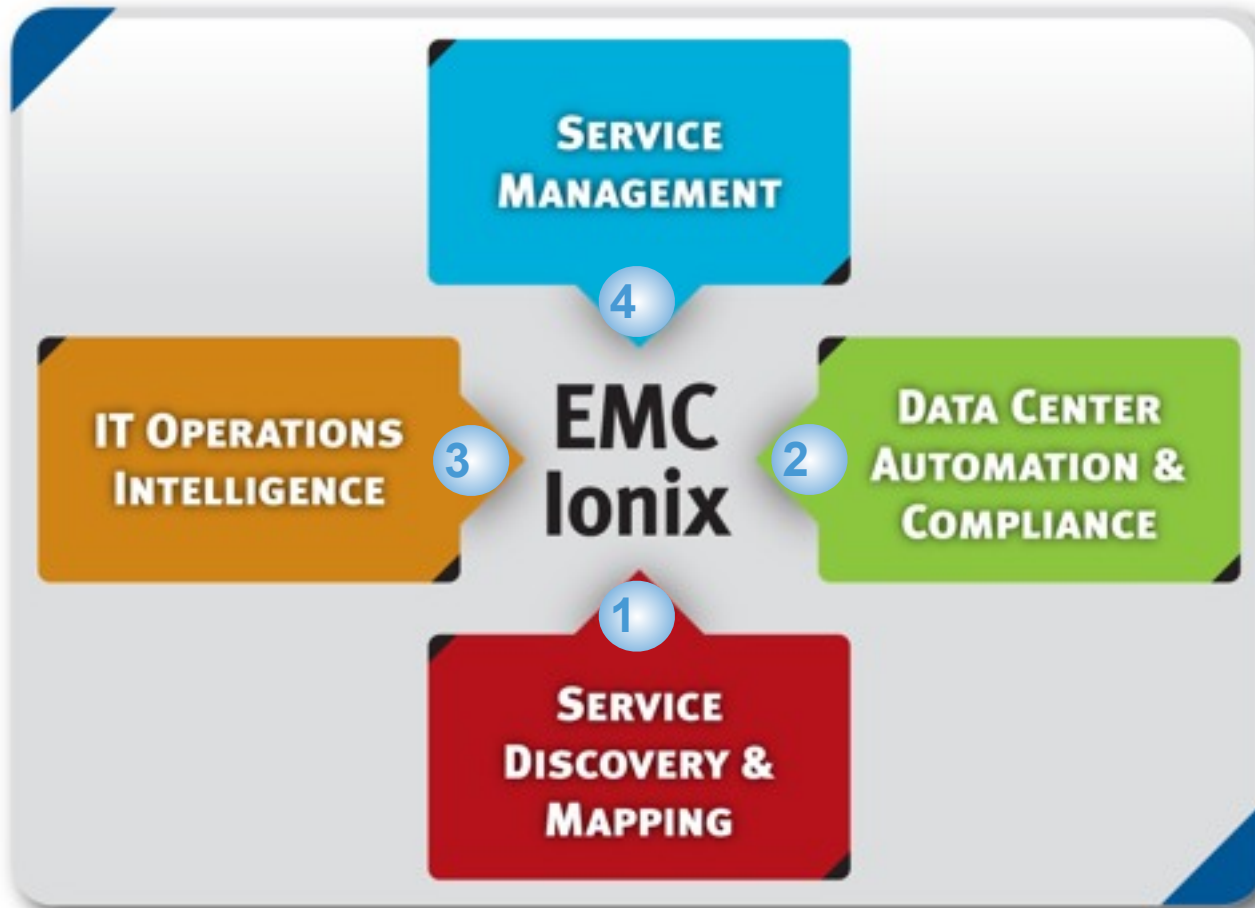 SERVICE
MANAGEMENT
4
IT OPERATIONS
INTELLIGENCE
3
EMC
Ionix
2
DATA CENTER
AUTOMATION &
COMPLIANCE
1
SERVICE
DISCOVERY &
MAPPING